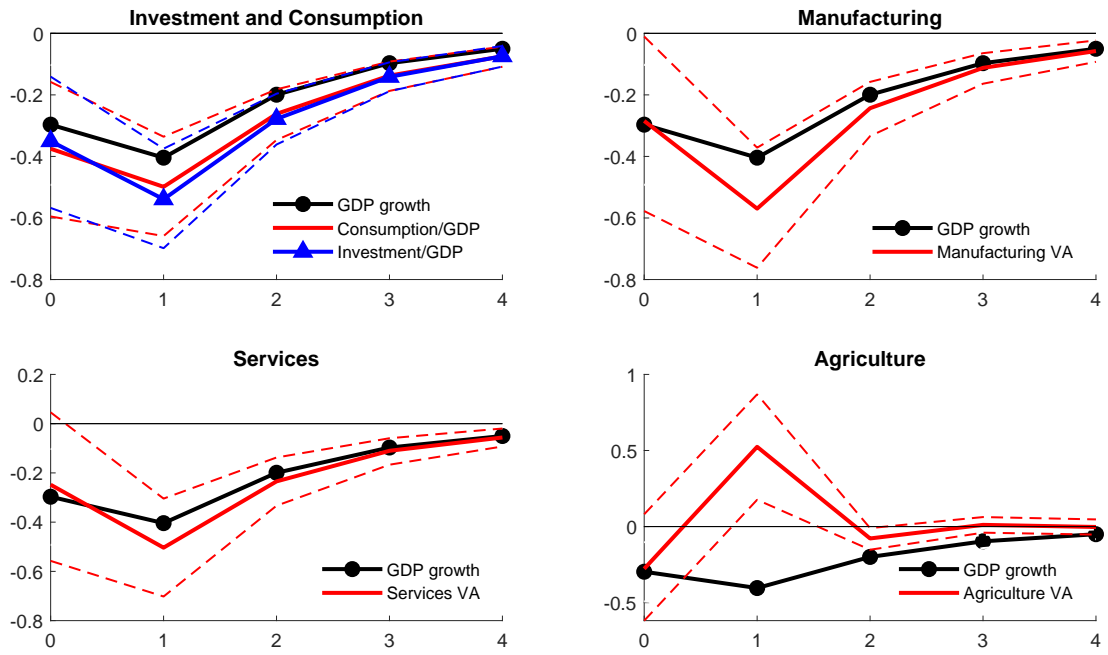 Investment and Consumption
0
-0.2
-0.4
-0.6
-0.8
0 1 2 3 4
GDP growth
Consumption/GDP
Investment/GDP
Manufacturing
0
-0.2
-0.4
-0.6
-0.8
0 1 2 3 4
GDP growth
Manufacturing VA
Services
0.2
0
-0.2
-0.4
-0.6
-0.8
0 1 2 3 4
GDP growth
Services VA
Agriculture
1
0.5
0
-0.5
0 1 2 3 4
GDP growth
Agriculture VA